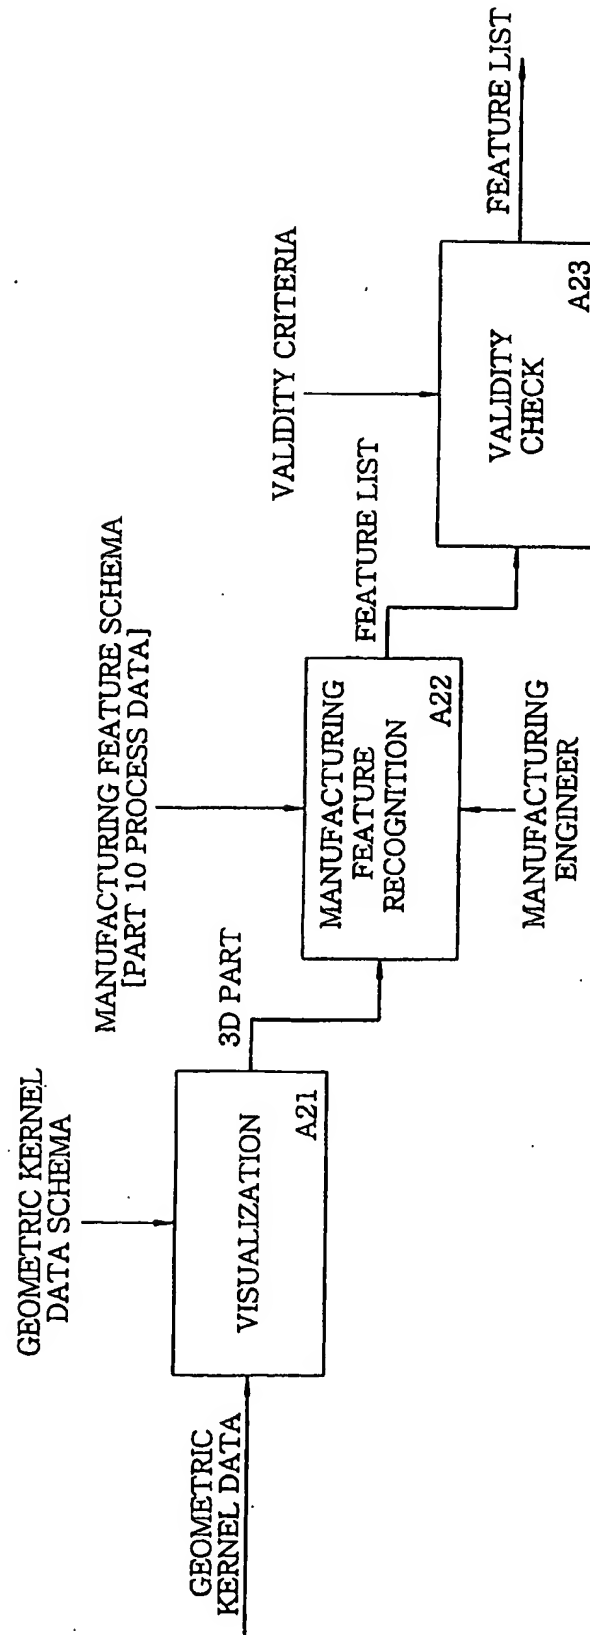 GEOMETRIC KERNEL
DATA SCHEMA
GEOMETRIC
KERNEL DATA
VISUALIZATION
A21
3D PART
MANUFACTURING FEATURE SCHEMA
[PART 10 PROCESS DATA]
MANUFACTURING
FEATURE
RECOGNITION
A22
MANUFACTURING
ENGINEER
FEATURE LIST
VALIDITY CRITERIA
VALIDITY
CHECK
A23
FEATURE LIST